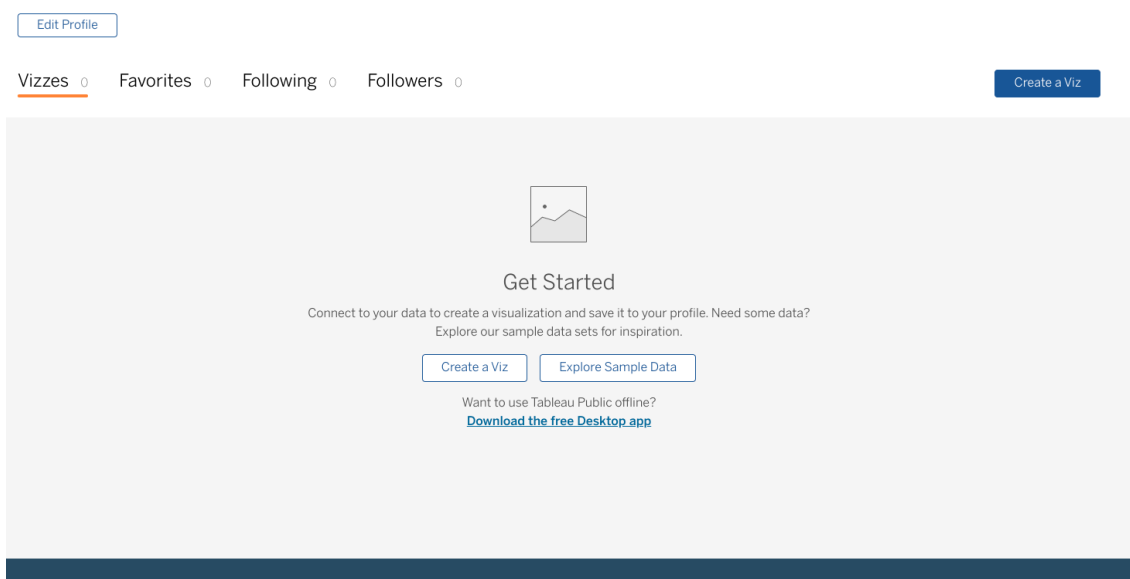 Edit Profile
Vizzes 0 Favorites 0 Following 0 Followers 0
Create a Viz
Get Started
Connect to your data to create a visualization and save it to your profile. Need some data?
Explore our sample data sets for inspiration.
Create a Viz Explore Sample Data
Want to use Tableau Public offline?
Download the free Desktop app